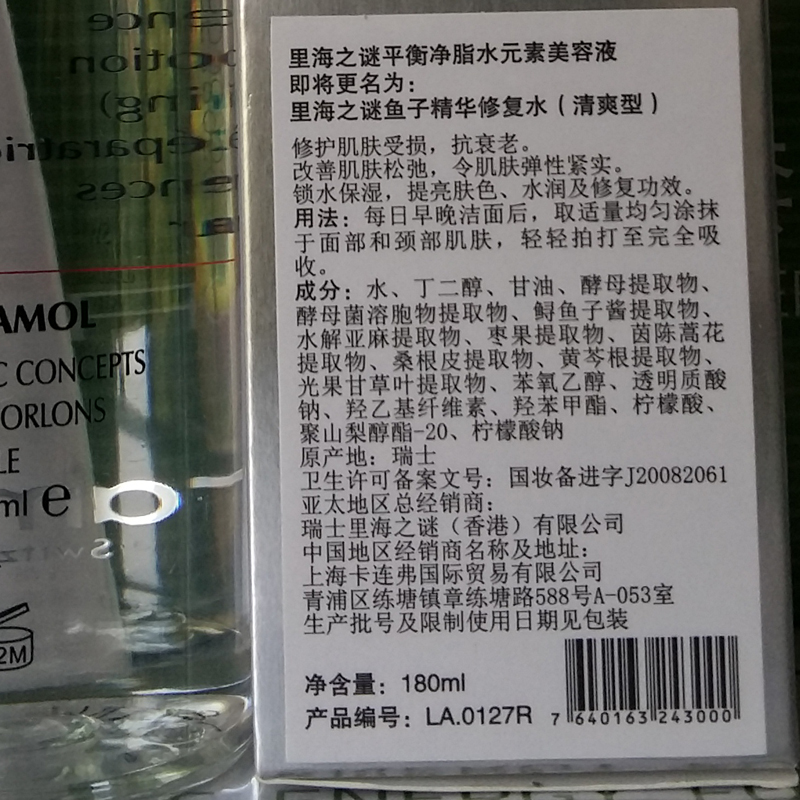 里海之谜平衡净脂水元素美容液
即将更名为：
里海之谜鱼子精华修复水（清爽型）
修护肌肤受损，抗衰老。
改善肌肤松弛，令肌肤弹性紧实。
锁水保湿，提亮肤色、水润及修复功效。
用法：每日早晚洁面后，取适量均匀涂抹
于面部和颈部肌肤，轻轻拍打至完全吸
收。
成分：水、丁二醇、甘油、酵母提取物、
酵母菌溶胞物提取物、鲟鱼子酱提取物、
水解亚麻提取物、枣果提取物、茵陈蒿花
提取物、桑根皮提取物、黄芩根提取物、
光果甘草叶提取物、苯氧乙醇、透明质酸
钠、羟乙基纤维素、羟苯甲酯、柠檬酸、
聚山梨醇酯-20、柠檬酸钠
原产地：瑞士
卫生许可备案文号：国妆备进字J20082061
亚太地区总经销商：
瑞士里海之谜（香港）有限公司
中国地区经销商名称及地址：
上海卡连弗国际贸易有限公司
青浦区练塘镇章练塘路588号A-053室
生产批号及限制使用日期见包装
净含量：180ml
产品编号：LA.0127R
7 640163 243000
AMOL
C CONCEPTS
ORLONS
LE
ml e
2M